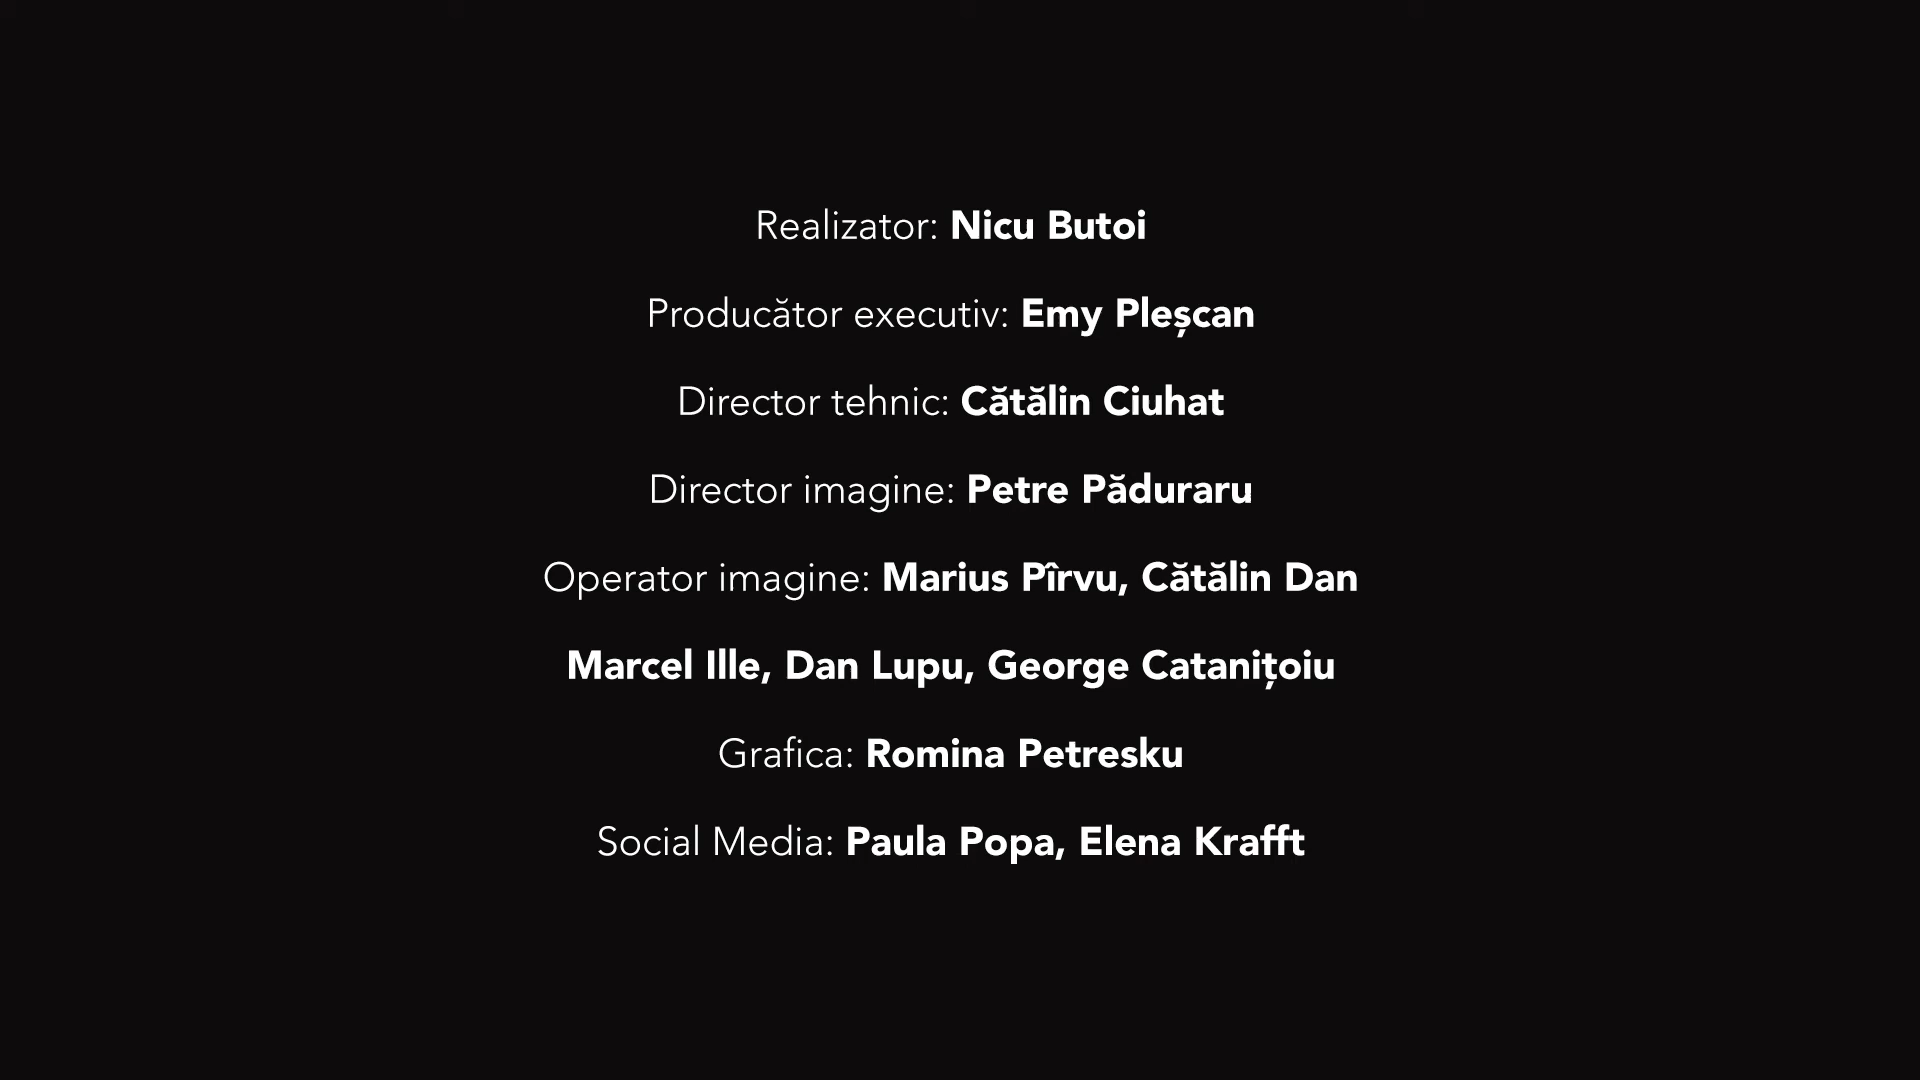 Realizator: Nicu Butoi
Producător executiv: Emy Pleșcan
Director tehnic: Cătălin Ciuhat
Director imagine: Petre Păduraru
Operator imagine: Marius Pîrvu, Cătălin Dan
Marcel Ille, Dan Lupu, George Catanițoiu
Grafica: Romina Petresku
Social Media: Paula Popa, Elena Krafft